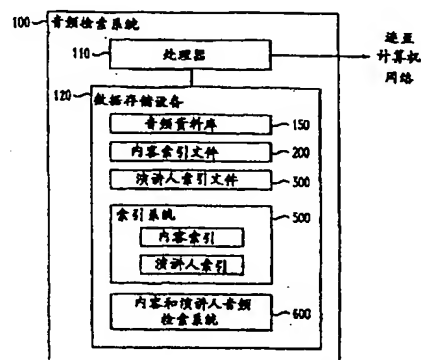 100
音频检索系统
110
处理器
连至
计算机
网络
120
数据存储设备
音频资料库
150
内容索引文件
200
演讲人索引文件
300
索引系统
500
内容索引
演讲人索引
内容和演讲人音频
检索系统
600